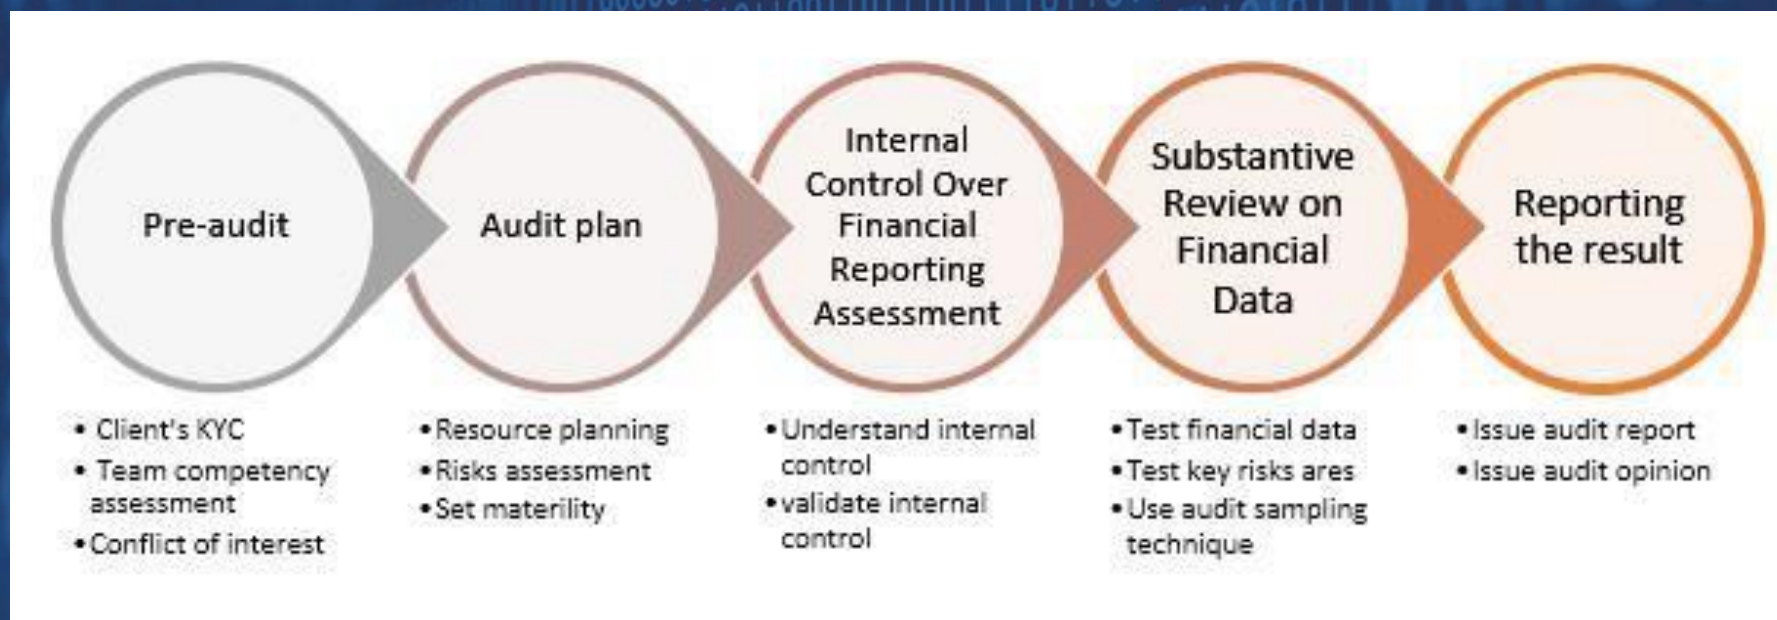 Pre-audit
Audit plan
Internal
Control Over
Financial
Reporting
Assessment
Substantive
Review on
Financial
Data
Reporting
the result
• Client's KYC
• Team competency
assessment
• Conflict of interest
• Resource planning
• Risks assessment
• Set materility
• Understand internal
control
• validate internal
control
• Test financial data
• Test key risks ares
• Use audit sampling
technique
• Issue audit report
• Issue audit opinion